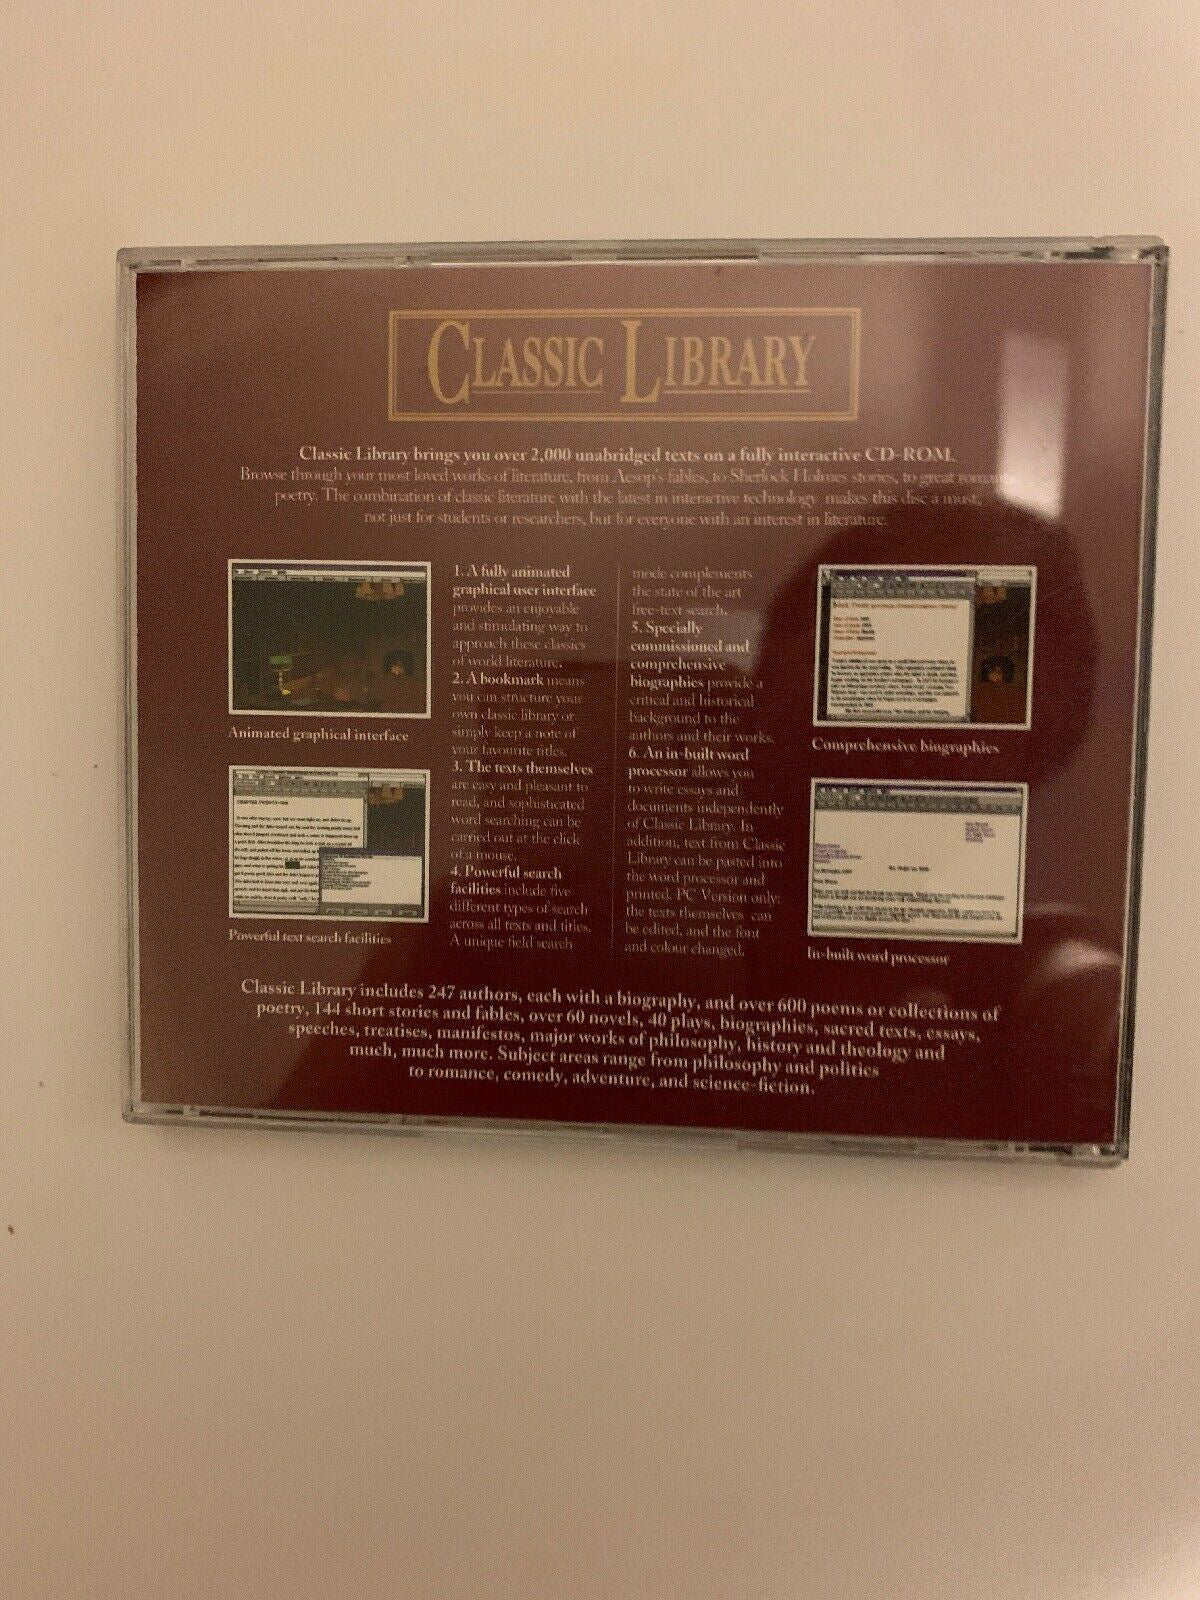 CLASSIC LIBRARY
Classic Library brings you over 2,000 unabridged texts on a fully interactive CD-ROM.
Browse through your most loved works of literature, from Aesop's fables, to Sherlock Holmes stories, to great romantic
poetry. The combination of classic literature with the latest in interactive technology makes this disc a must,
not just for students or researchers, but for everyone with an interest in literature.
Animated graphical interface
CHAPTER TWENTY-ONE
Powerful text search facilities
1. A fully animated
graphical user interface
provides an enjoyable
and stimulating way to
approach these classics
of world literature.
2. A bookmark means
you can structure your
own classic library or
simply keep a note of
your favourite titles.
3. The texts themselves
are easy and pleasant to
read, and sophisticated
word searching can be
carried out at the click
of a mouse.
4. Powerful search
facilities include five
different types of search
across all texts and titles.
A unique field search
mode complements
the state of the art
free-text search.
5. Specially
commissioned and
comprehensive
biographies provide a
critical and historical
background to the
authors and their works.
6. An in-built word
processor allows you
to write essays and
documents independently
of Classic Library. In
addition, text from Classic
Library can be pasted into
the word processor and
printed. PC Version only:
the texts themselves can
be edited, and the font
and colour changed.
Comprehensive biographies
In-built word processor
Classic Library includes 247 authors, each with a biography, and over 600 poems or collections of
poetry, 144 short stories and fables, over 60 novels, 40 plays, biographies, sacred texts, essays,
speeches, treatises, manifestos, major works of philosophy, history and theology and
much, much more. Subject areas range from philosophy and politics
to romance, comedy, adventure, and science-fiction.